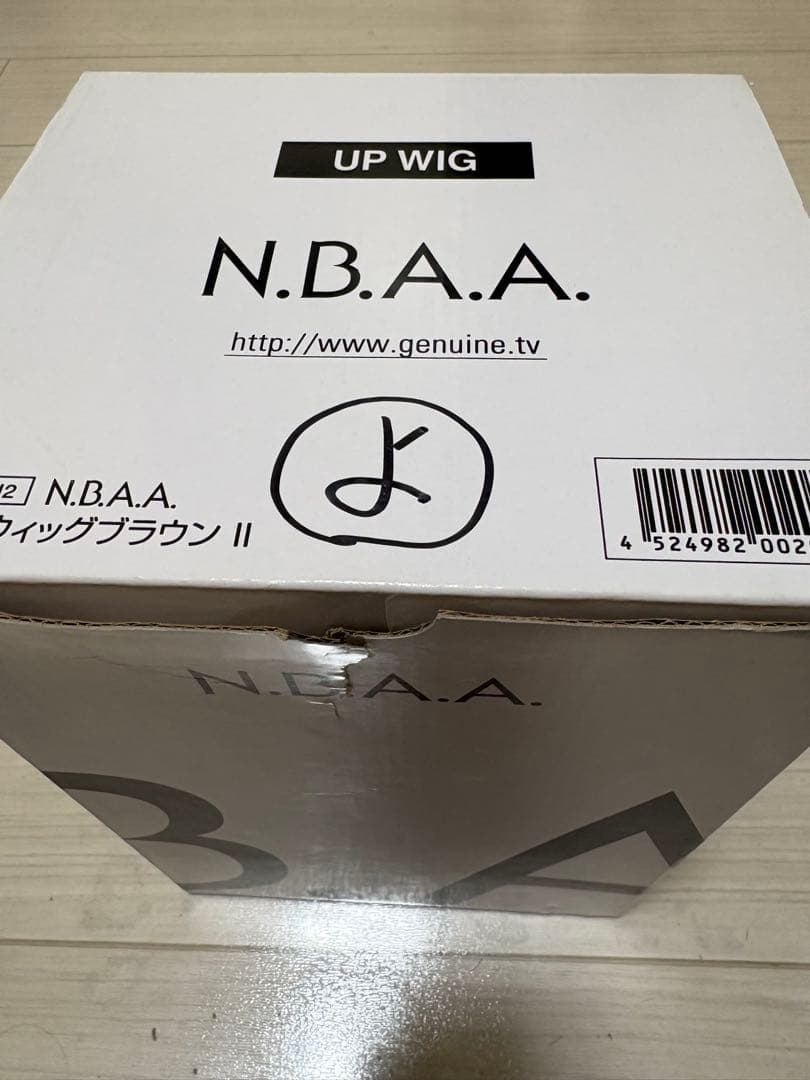 UP WIG
N.B.A.A.
http://www.genuine.tv
よ
N.B.A.A.
ウィッグブラウン II
4 524982 002
N.B.A.A.
B A